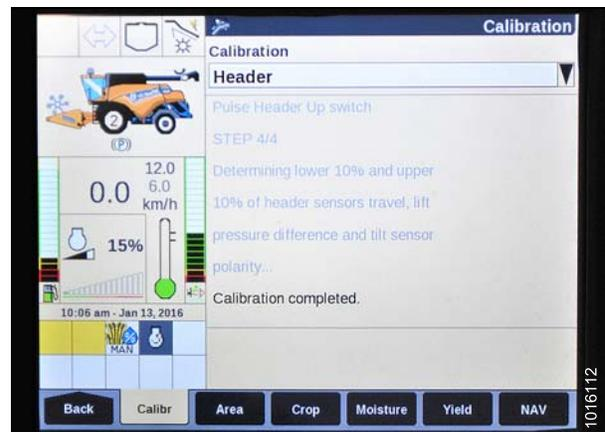 Calibration
Calibration
Header
Pulse Header Up switch
STEP 4/4
Determining lower 10% and upper
10% of header sensors travel, lift
pressure difference and tilt sensor
polarity...
Calibration completed.
2
(P)
12.0
0.0
6.0
km/h
15%
10:06 am - Jan 13, 2016
MAN
Back
Calibr
Area
Crop
Moisture
Yield
NAV
1016112